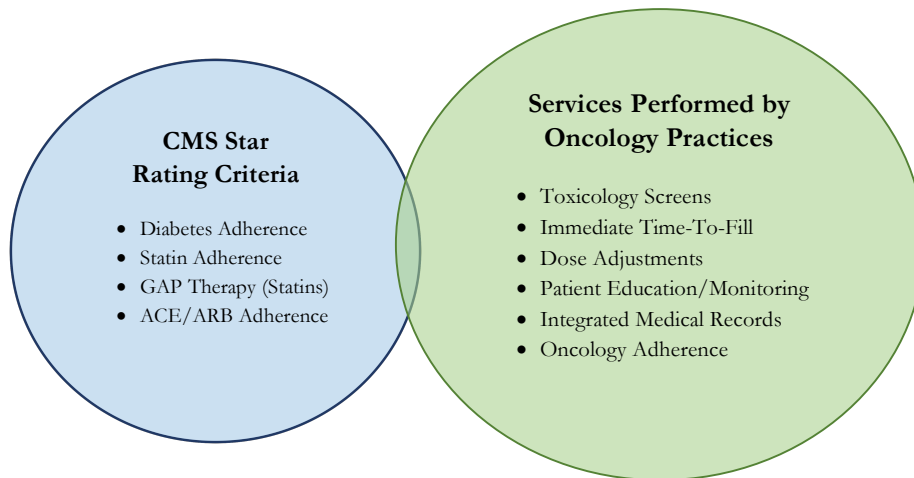 CMS Star
Rating Criteria
• Diabetes Adherence
• Statin Adherence
• GAP Therapy (Statins)
• ACE/ARB Adherence
Services Performed by
Oncology Practices
• Toxicology Screens
• Immediate Time-To-Fill
• Dose Adjustments
• Patient Education/Monitoring
• Integrated Medical Records
• Oncology Adherence